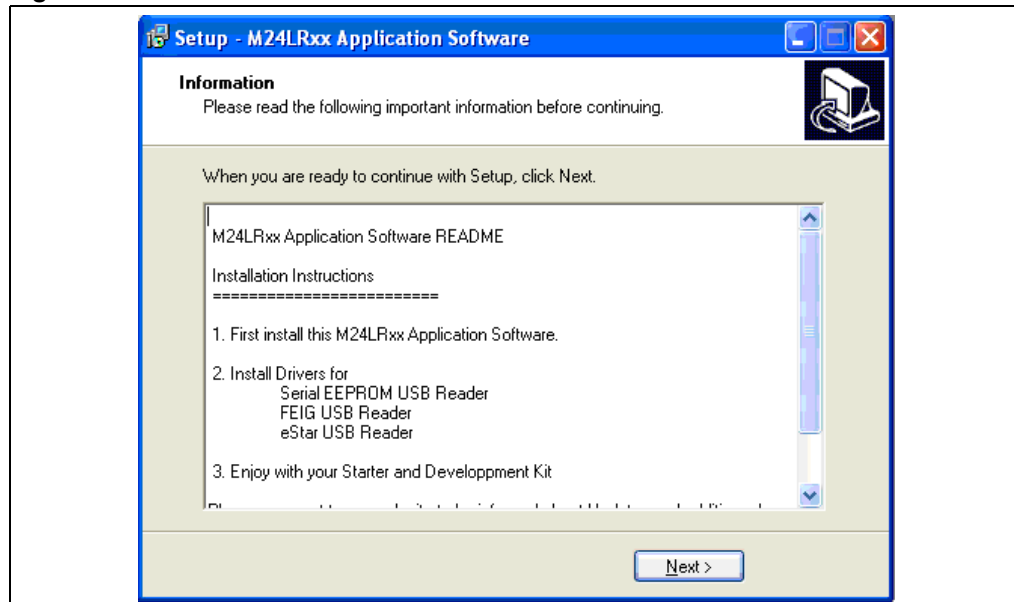 Setup - M24LRxx Application Software
Information
Please read the following important information before continuing.
When you are ready to continue with Setup, click Next.
M24LRxx Application Software README
Installation Instructions
=========================
1. First install this M24LRxx Application Software.
2. Install Drivers for
Serial EEPROM USB Reader
FEIG USB Reader
eStar USB Reader
3. Enjoy with your Starter and Developpment Kit
Next >